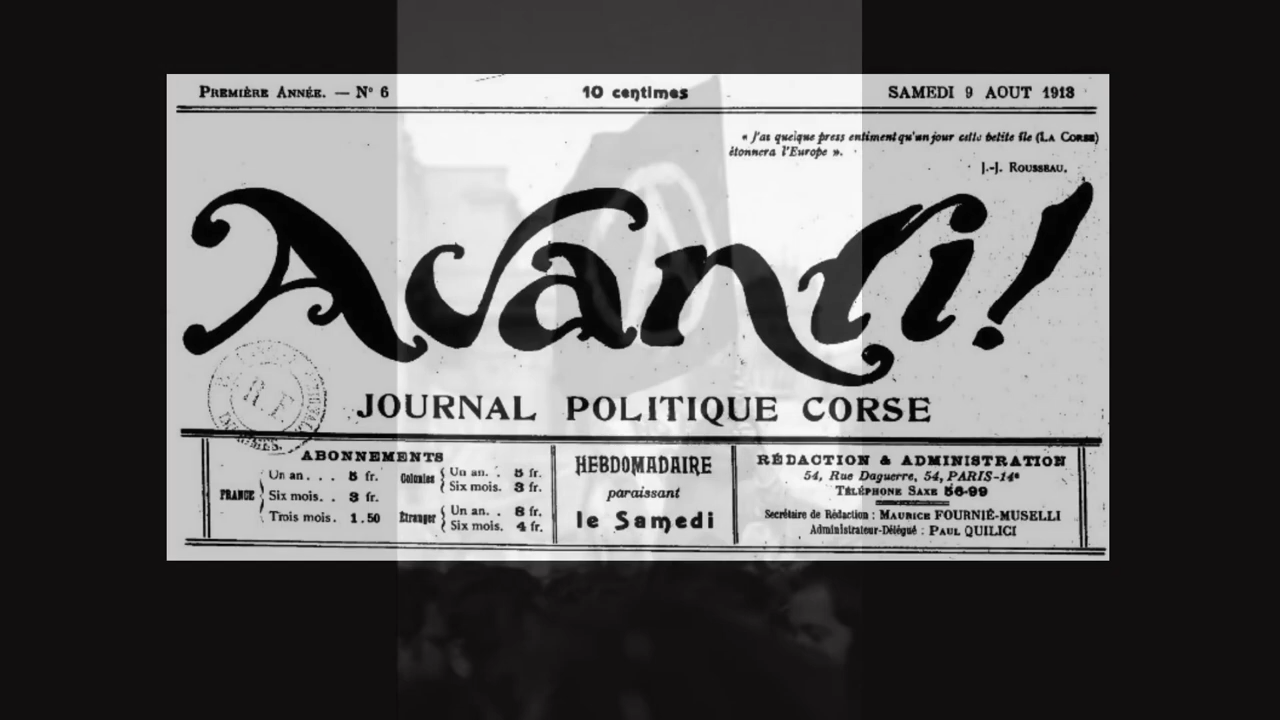 PREMIÈRE ANNÉE. — N° 6
10 centimes
SAMEDI 9 AOUT 1913
« J'ai quelque press entiment qu'un jour cette petite île (LA CORSE)
étonnera l'Europe ».
J.-J. ROUSSEAU.
Avanti!
JOURNAL POLITIQUE CORSE
ABONNEMENTS
FRANCE
Un an. . . 5 fr.
Six mois. . 3 fr.
Trois mois. 1.50
Colonies
Un an. . 5 fr.
Six mois. 3 fr.
Étranger
Un an. . 8 fr.
Six mois. 4 fr.
HEBDOMADAIRE
paraissant
le Samedi
RÉDACTION & ADMINISTRATION
54, Rue Daguerre, 54, PARIS-14e
TÉLÉPHONE SAXE 56-99
Secrétaire de Rédaction : MAURICE FOURNIÉ-MUSELLI
Administrateur-Délégué : PAUL QUILICI
R F